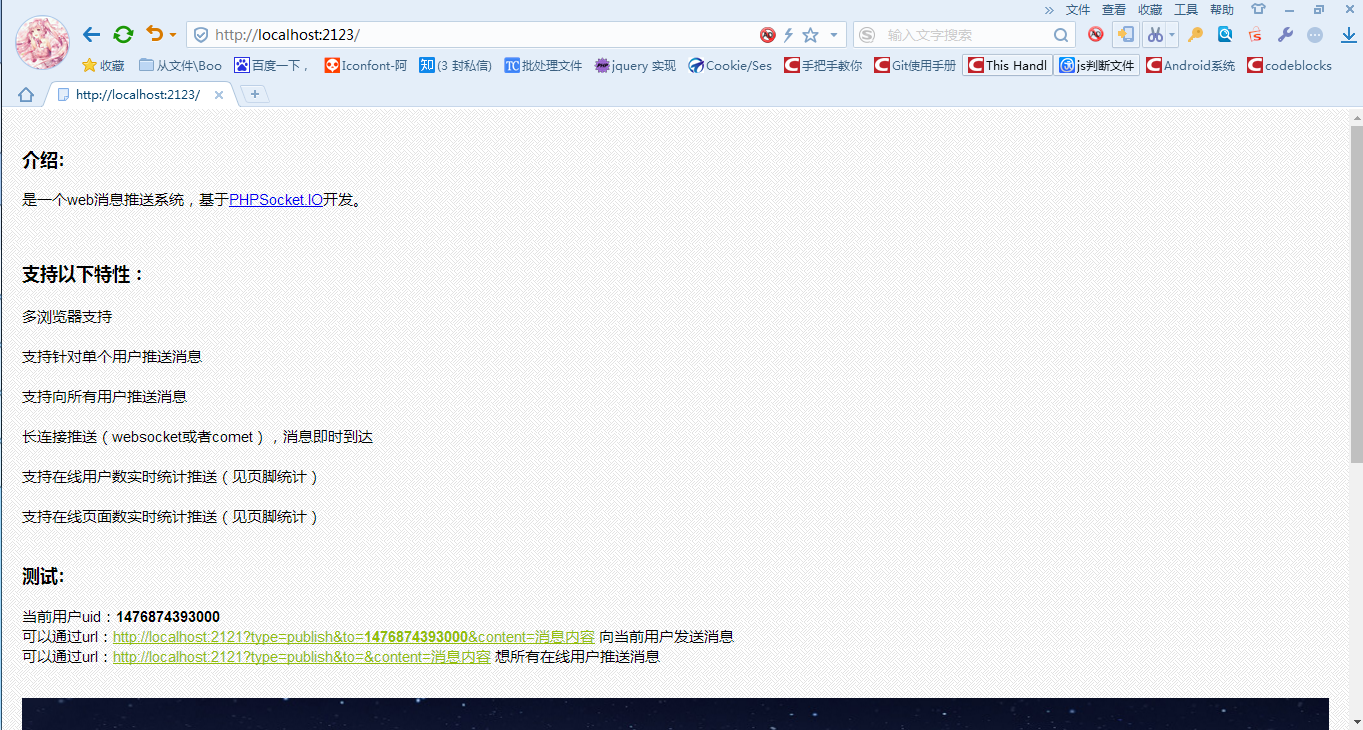 » 文件 查看 收藏 工具 帮助
http://localhost:2123/
输入文字搜索
收藏 从文件\Boo 百度一下， Iconfont-阿 知 (3 封私信) TC 批处理文件 jquery 实现 Cookie/Ses 手把手教你 Git使用手册 This Handl js判断文件 Android系统 codeblocks
http://localhost:2123/
介绍:
是一个web消息推送系统，基于PHPSocket.IO开发。
支持以下特性：
多浏览器支持
支持针对单个用户推送消息
支持向所有用户推送消息
长连接推送（websocket或者comet），消息即时到达
支持在线用户数实时统计推送（见页脚统计）
支持在线页面数实时统计推送（见页脚统计）
测试:
当前用户uid：1476874393000
可以通过url：http://localhost:2121?type=publish&to=1476874393000&content=消息内容 向当前用户发送消息
可以通过url：http://localhost:2121?type=publish&to=&content=消息内容 想所有在线用户推送消息